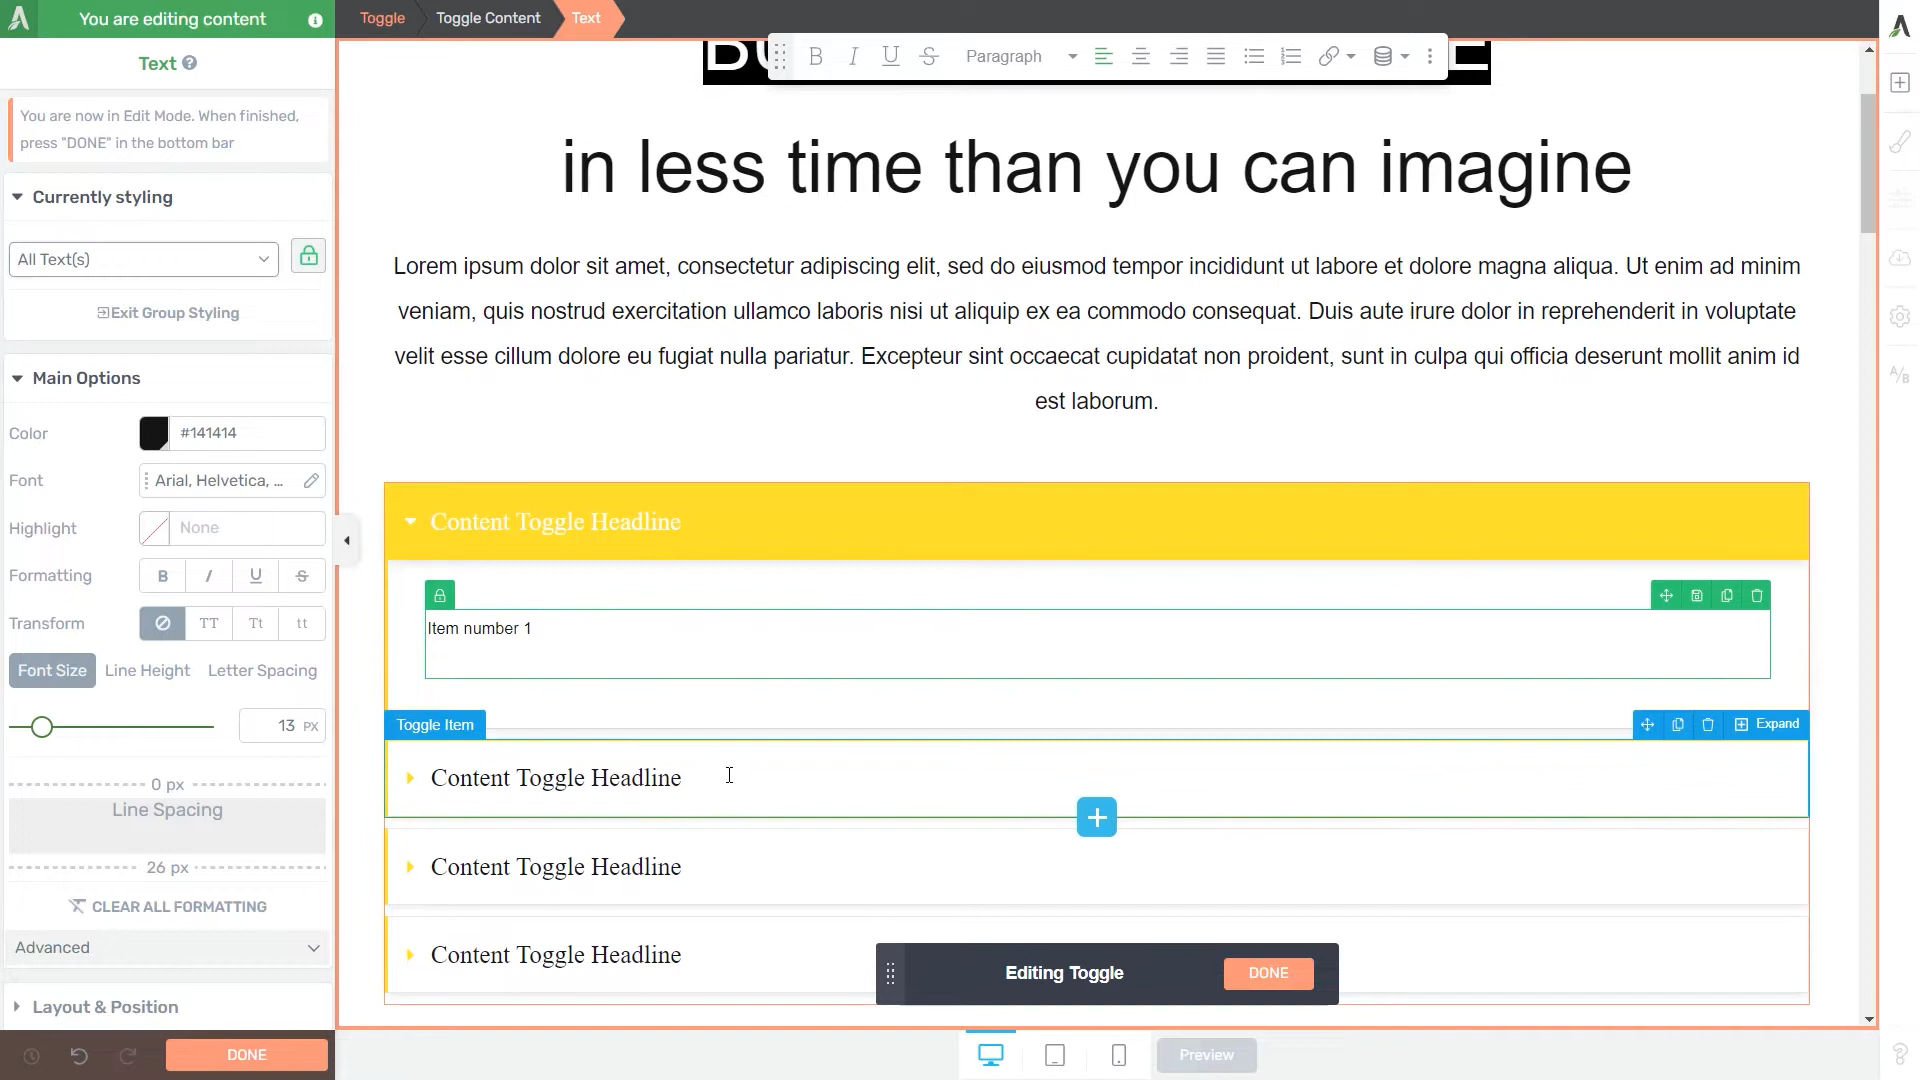 You are editing content
Toggle
Toggle Content
Text
Text
You are now in Edit Mode. When finished,
press "DONE" in the bottom bar
Currently styling
All Text(s)
Exit Group Styling
Main Options
Color
#141414
Font
Arial, Helvetica, ...
Highlight
None
Formatting
B I U S
Transform
TT Tt tt
Font Size
Line Height
Letter Spacing
13 PX
0 px
Line Spacing
26 px
CLEAR ALL FORMATTING
Advanced
Layout & Position
DONE
B I U S
Paragraph
in less time than you can imagine
Lorem ipsum dolor sit amet, consectetur adipiscing elit, sed do eiusmod tempor incididunt ut labore et dolore magna aliqua. Ut enim ad minim
veniam, quis nostrud exercitation ullamco laboris nisi ut aliquip ex ea commodo consequat. Duis aute irure dolor in reprehenderit in voluptate
velit esse cillum dolore eu fugiat nulla pariatur. Excepteur sint occaecat cupidatat non proident, sunt in culpa qui officia deserunt mollit anim id
est laborum.
Content Toggle Headline
Item number 1
Toggle Item
Expand
Content Toggle Headline
Content Toggle Headline
Content Toggle Headline
Editing Toggle
DONE
Preview
A/B